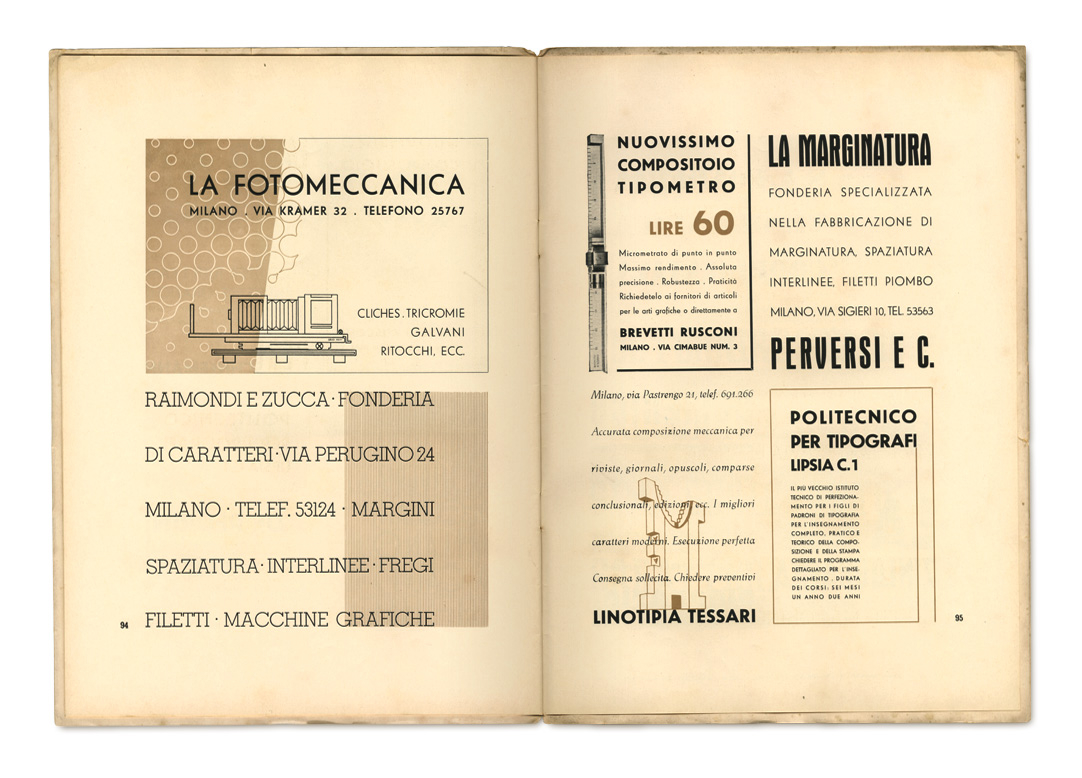 LA FOTOMECCANICA
MILANO . VIA KRAMER 32 . TELEFONO 25767
CLICHES . TRICROMIE
GALVANI
RITOCCHI, ECC.
RAIMONDI E ZUCCA · FONDERIA
DI CARATTERI · VIA PERUGINO 24
MILANO · TELEF. 53124 · MARGINI
SPAZIATURA · INTERLINEE · FREGI
FILETTI · MACCHINE GRAFICHE
94
NUOVISSIMO
COMPOSITOIO
TIPOMETRO
LIRE 60
Micrometrato di punto in punto
Massimo rendimento . Assoluta
precisione . Robustezza . Praticità
Richiedetelo ai fornitori di articoli
per le arti grafiche o direttamente a
BREVETTI RUSCONI
MILANO . VIA CIMABUE NUM. 3
LA MARGINATURA
FONDERIA SPECIALIZZATA
NELLA FABBRICAZIONE DI
MARGINATURA, SPAZIATURA
INTERLINEE, FILETTI PIOMBO
MILANO, VIA SIGIERI 10, TEL. 53563
PERVERSI E C.
Milano, via Pastrengo 21, telef. 691.266
Accurata composizione meccanica per
riviste, giornali, opuscoli, comparse
conclusionali, edizioni ecc. I migliori
caratteri moderni. Esecuzione perfetta
Consegna sollecita. Chiedere preventivi
LINOTIPIA TESSARI
POLITECNICO
PER TIPOGRAFI
LIPSIA C.1
IL PIÙ VECCHIO ISTITUTO
TECNICO DI PERFEZIONA-
MENTO PER I FIGLI DI
PADRONI DI TIPOGRAFIA
PER L'INSEGNAMENTO
COMPLETO, PRATICO E
TEORICO DELLA COMPO-
SIZIONE E DELLA STAMPA
CHIEDERE IL PROGRAMMA
DETTAGLIATO PER L'INSE-
GNAMENTO . DURATA
DEI CORSI: SEI MESI
UN ANNO DUE ANNI
95